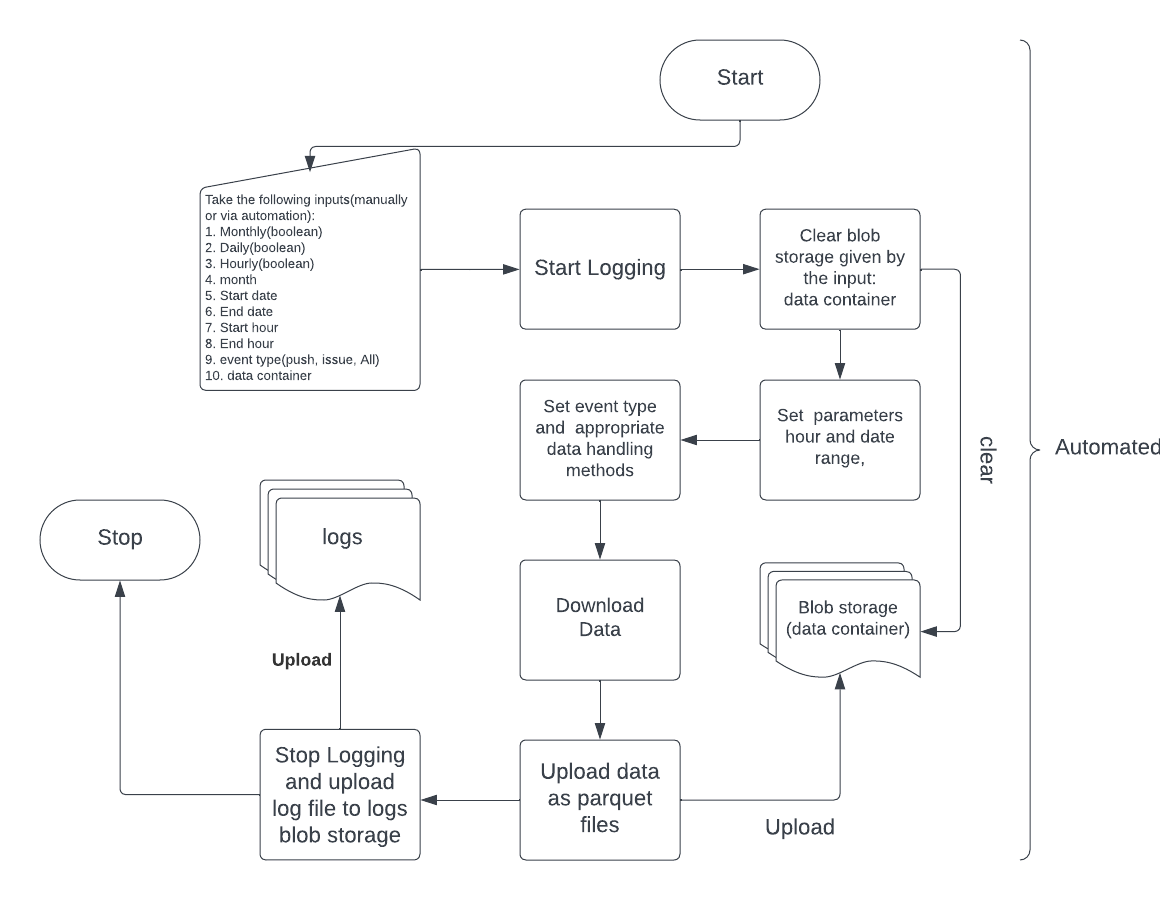 Start
Take the following inputs(manually
or via automation):
1. Monthly(boolean)
2. Daily(boolean)
3. Hourly(boolean)
4. month
5. Start date
6. End date
7. Start hour
8. End hour
9. event type(push, issue, All)
10. data container
Start Logging
Clear blob
storage given by
the input:
data container
Set event type
and appropriate
data handling
methods
Set parameters
hour and date
range,
clear
Automated
logs
Stop
Download
Data
Blob storage
(data container)
Upload
Stop Logging
and upload
log file to logs
blob storage
Upload data
as parquet
files
Upload